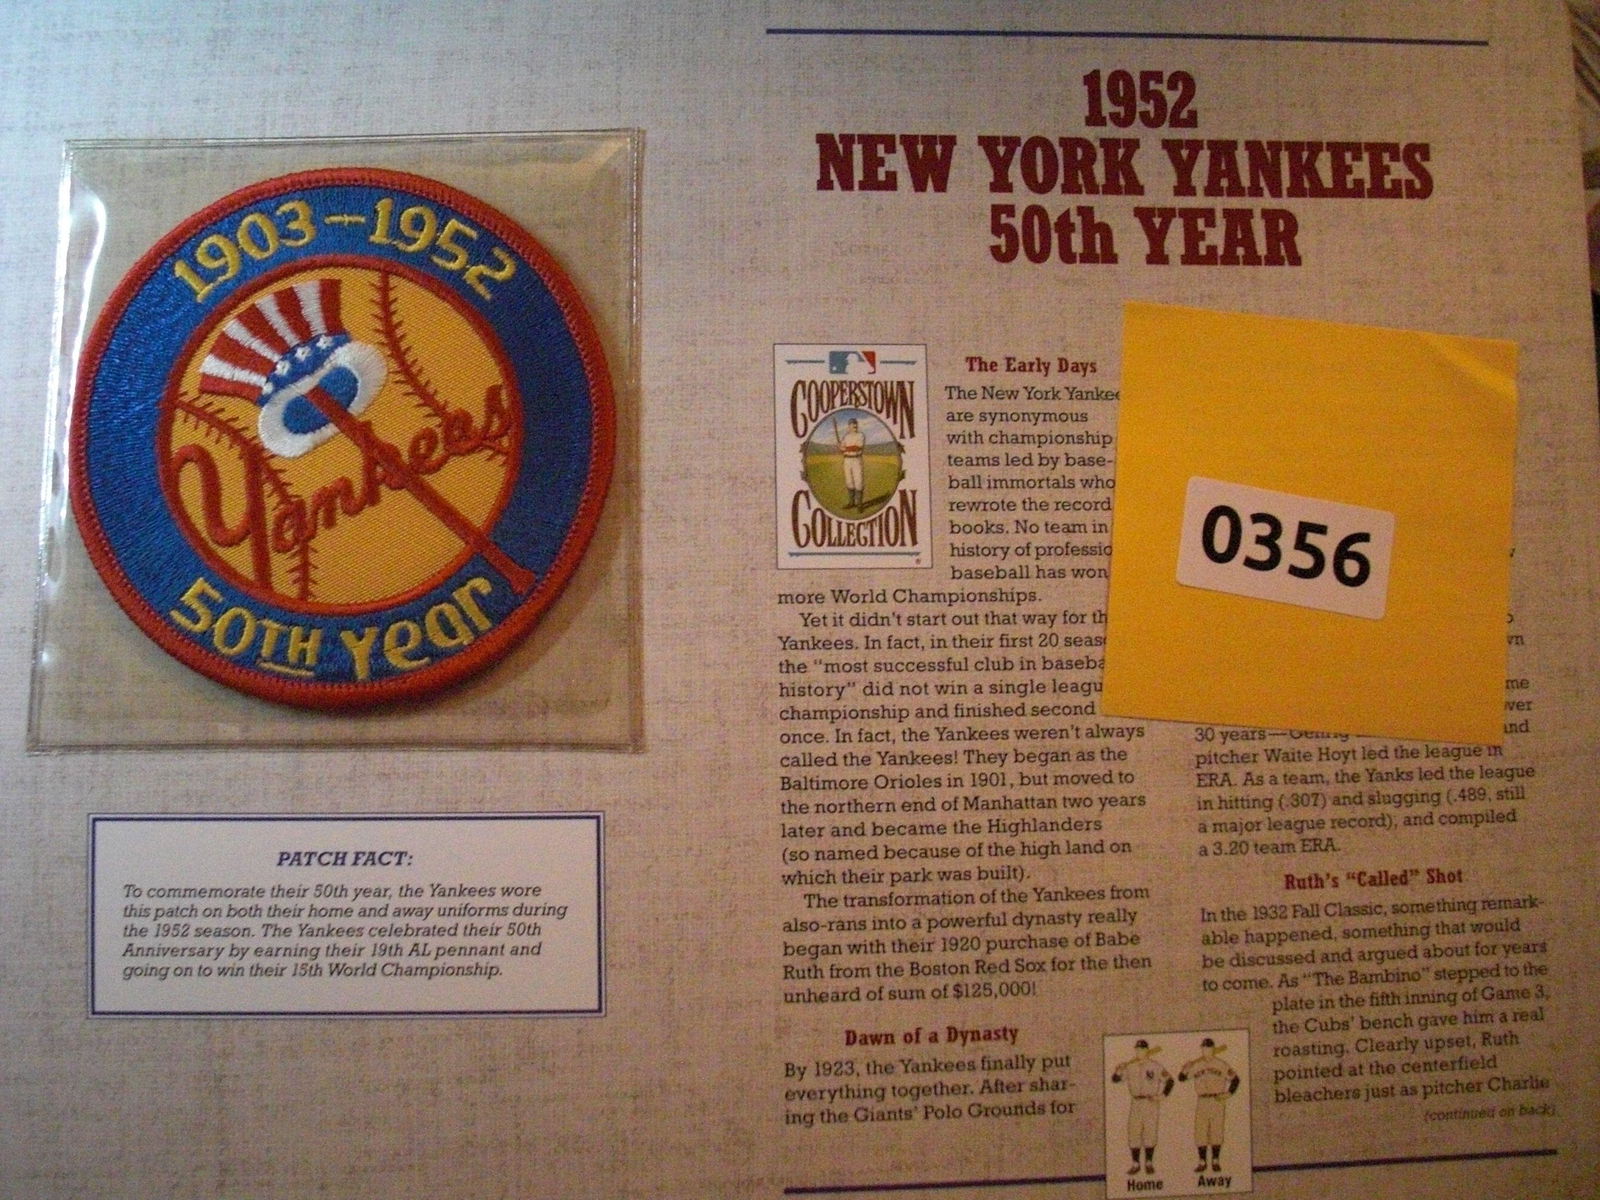 1903-1952
Yankees
50TH Year
PATCH FACT:
To commemorate their 50th year, the Yankees wore
this patch on both their home and away uniforms during
the 1952 season. The Yankees celebrated their 50th
Anniversary by earning their 19th AL pennant and
going on to win their 15th World Championship.
1952
NEW YORK YANKEES
50th YEAR
COOPERSTOWN
COLLECTION
The Early Days
The New York Yankee
are synonymous
with championship
teams led by base-
ball immortals who
rewrote the record
books. No team in
history of professio
baseball has won
more World Championships.
Yet it didn't start out that way for th
Yankees. In fact, in their first 20 seas
the "most successful club in baseba
history" did not win a single leagu
championship and finished second
once. In fact, the Yankees weren't always
called the Yankees! They began as the
Baltimore Orioles in 1901, but moved to
the northern end of Manhattan two years
later and became the Highlanders
(so named because of the high land on
which their park was built).
The transformation of the Yankees from
also-rans into a powerful dynasty really
began with their 1920 purchase of Babe
Ruth from the Boston Red Sox for the then
unheard of sum of $125,000!
Dawn of a Dynasty
By 1923, the Yankees finally put
everything together. After shar-
ing the Giants' Polo Grounds for
0356
wn
me
ver
and
30 years—
pitcher Waite Hoyt led the league in
ERA. As a team, the Yanks led the league
in hitting (.307) and slugging (.489, still
a major league record), and compiled
a 3.20 team ERA.
Ruth's "Called" Shot
In the 1932 Fall Classic, something remark-
able happened, something that would
be discussed and argued about for years
to come. As "The Bambino" stepped to the
plate in the fifth inning of Game 3,
the Cubs' bench gave him a real
roasting. Clearly upset, Ruth
pointed at the centerfield
bleachers just as pitcher Charlie
(continued on back)
Home Away